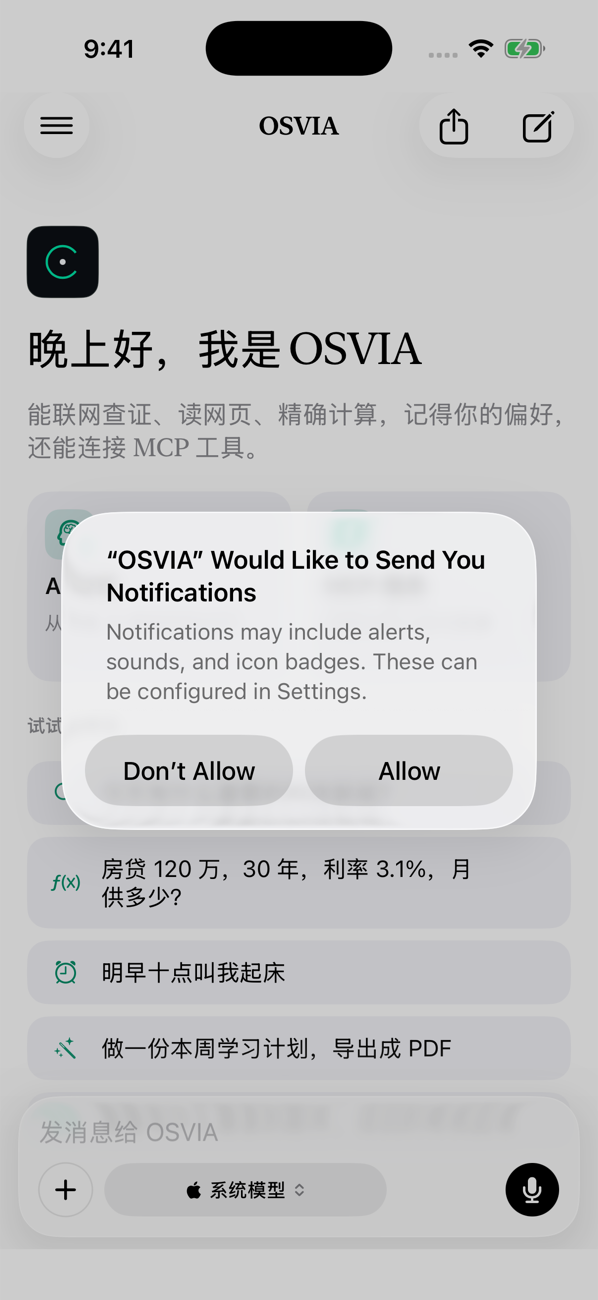 9:41
OSVIA
晚上好，我是 OSVIA
能联网查证、读网页、精确计算，记得你的偏好，
还能连接 MCP 工具。
“OSVIA” Would Like to Send You
Notifications
Notifications may include alerts,
sounds, and icon badges. These can
be configured in Settings.
Don’t Allow
Allow
A
从
试试
f(x)
房贷 120 万，30 年，利率 3.1%，月
供多少?
明早十点叫我起床
做一份本周学习计划，导出成 PDF
发消息给 OSVIA
系统模型